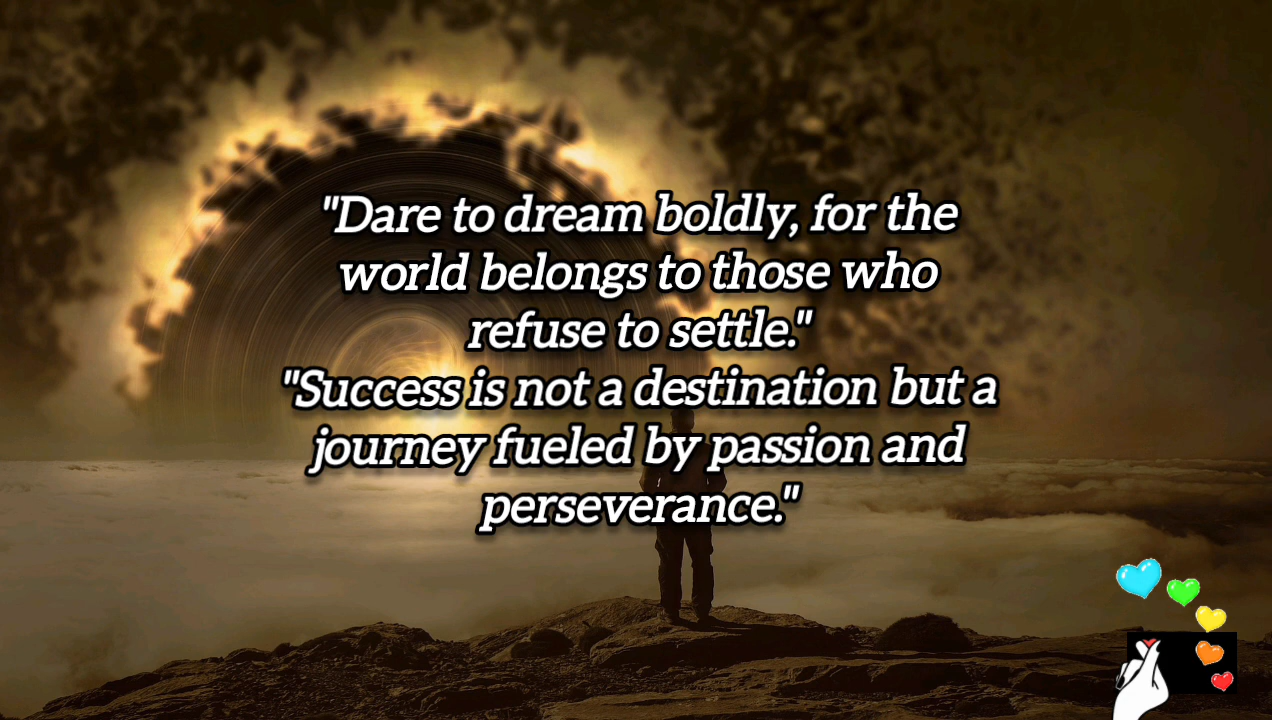 "Dare to dream boldly, for the
world belongs to those who
refuse to settle."
"Success is not a destination but a
journey fueled by passion and
perseverance."